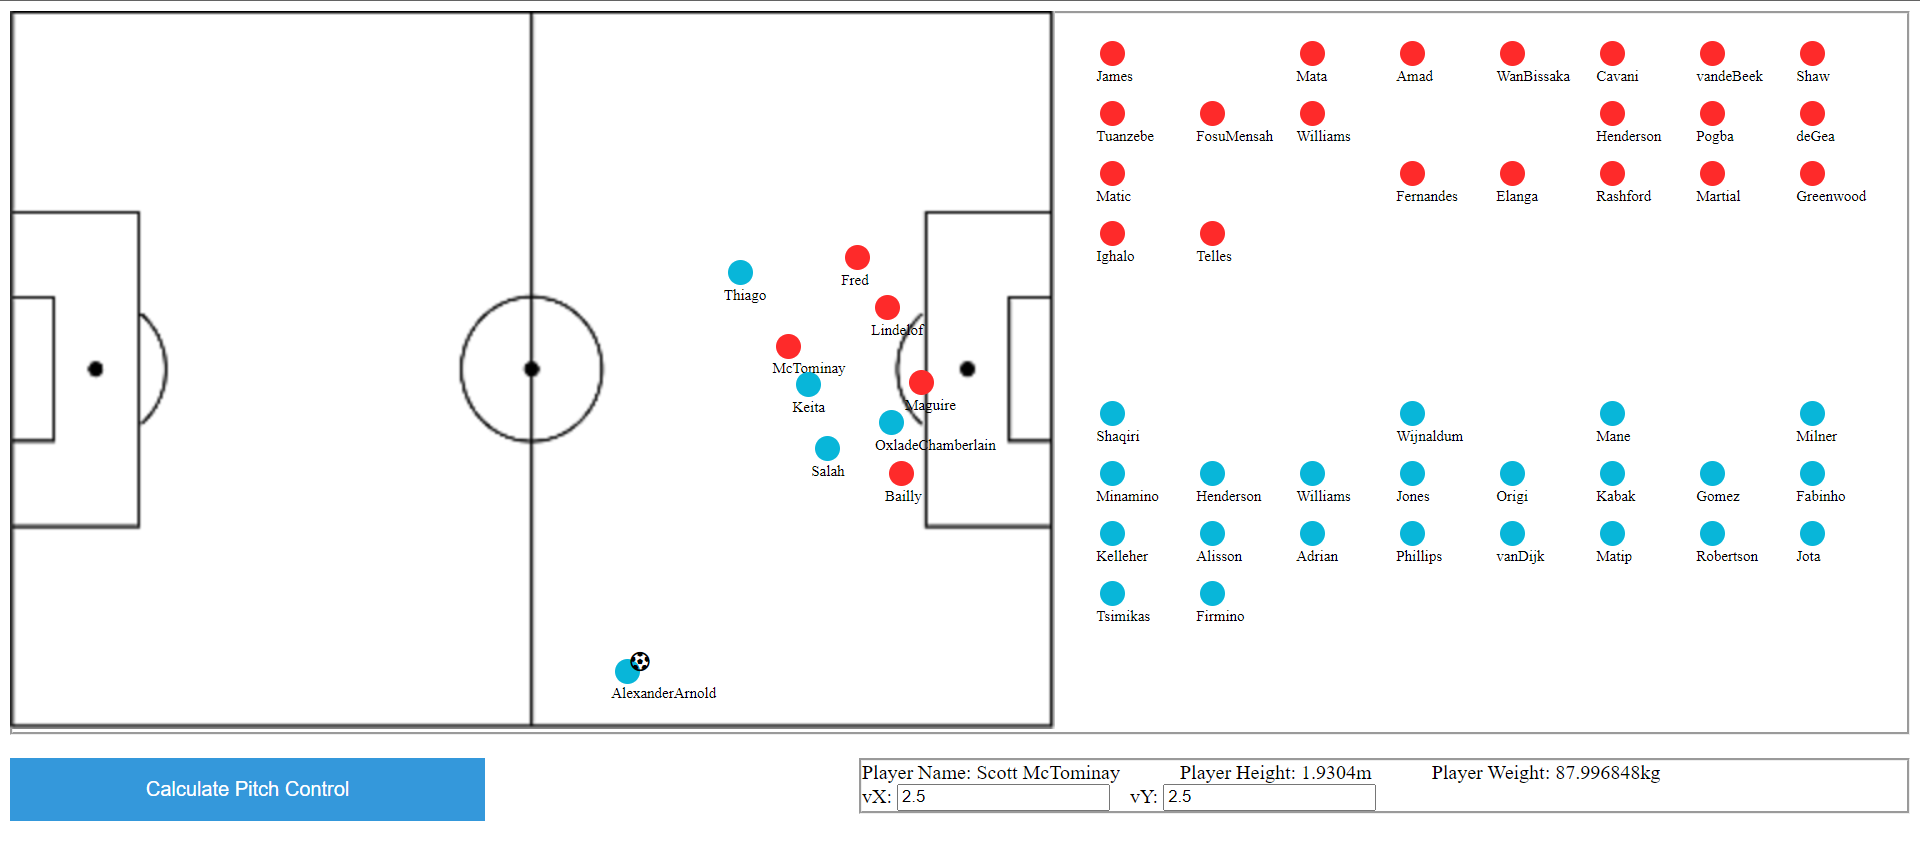 James Mata Amad WanBissaka Cavani vandeBeek Shaw
Tuanzebe FosuMensah Williams Henderson Pogba deGea
Matic Fernandes Elanga Rashford Martial Greenwood
Ighalo Telles
Fred
Thiago
Lindelof
McTominay
Keita
Maguire
OxladeChamberlain
Salah
Bailly
AlexanderArnold
Shaqiri Wijnaldum Mane Milner
Minamino Henderson Williams Jones Origi Kabak Gomez Fabinho
Kelleher Alisson Adrian Phillips vanDijk Matip Robertson Jota
Tsimikas Firmino
Calculate Pitch Control
Player Name: Scott McTominay Player Height: 1.9304m Player Weight: 87.996848kg
vX: 2.5 vY: 2.5